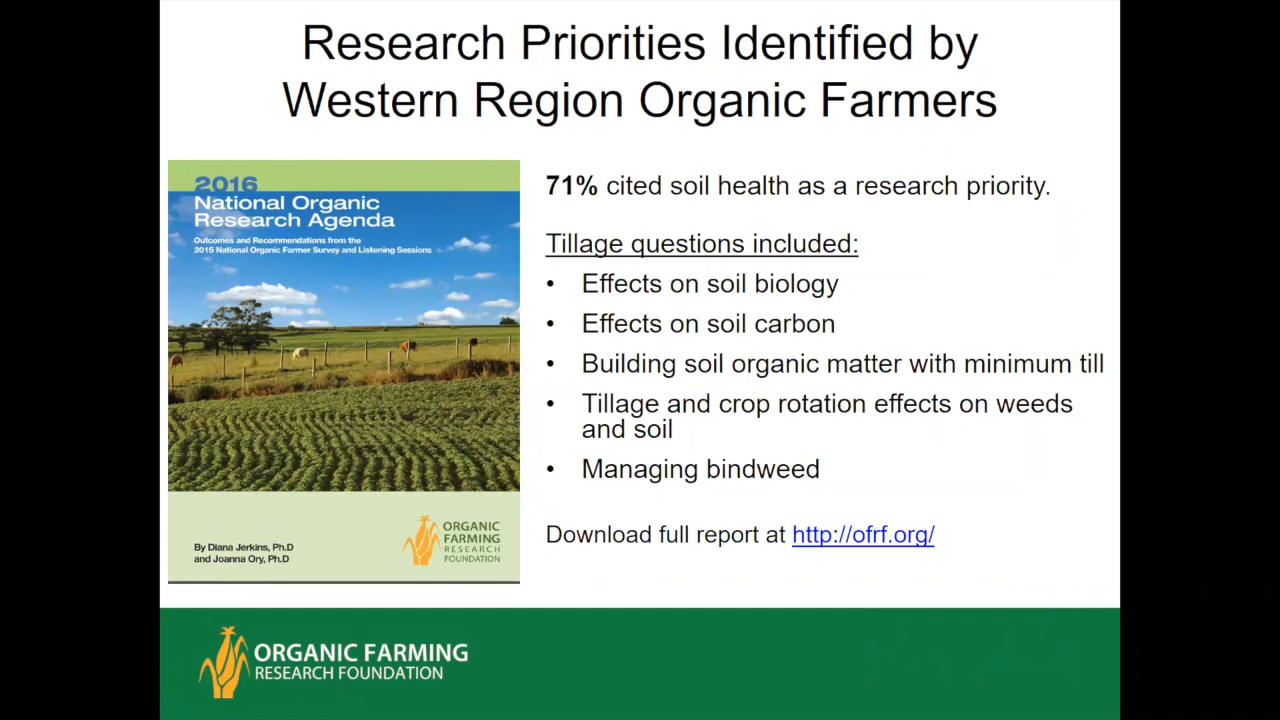 Research Priorities Identified by
Western Region Organic Farmers
2016
National Organic
Research Agenda
Outcomes and Recommendations from the
2015 National Organic Farmer Survey and Listening Sessions
By Diana Jerkins, Ph.D
and Joanna Ory, Ph.D
ORGANIC
FARMING
RESEARCH
FOUNDATION
71% cited soil health as a research priority.
Tillage questions included:
• Effects on soil biology
• Effects on soil carbon
• Building soil organic matter with minimum till
• Tillage and crop rotation effects on weeds
and soil
• Managing bindweed
Download full report at http://ofrf.org/
ORGANIC FARMING
RESEARCH FOUNDATION